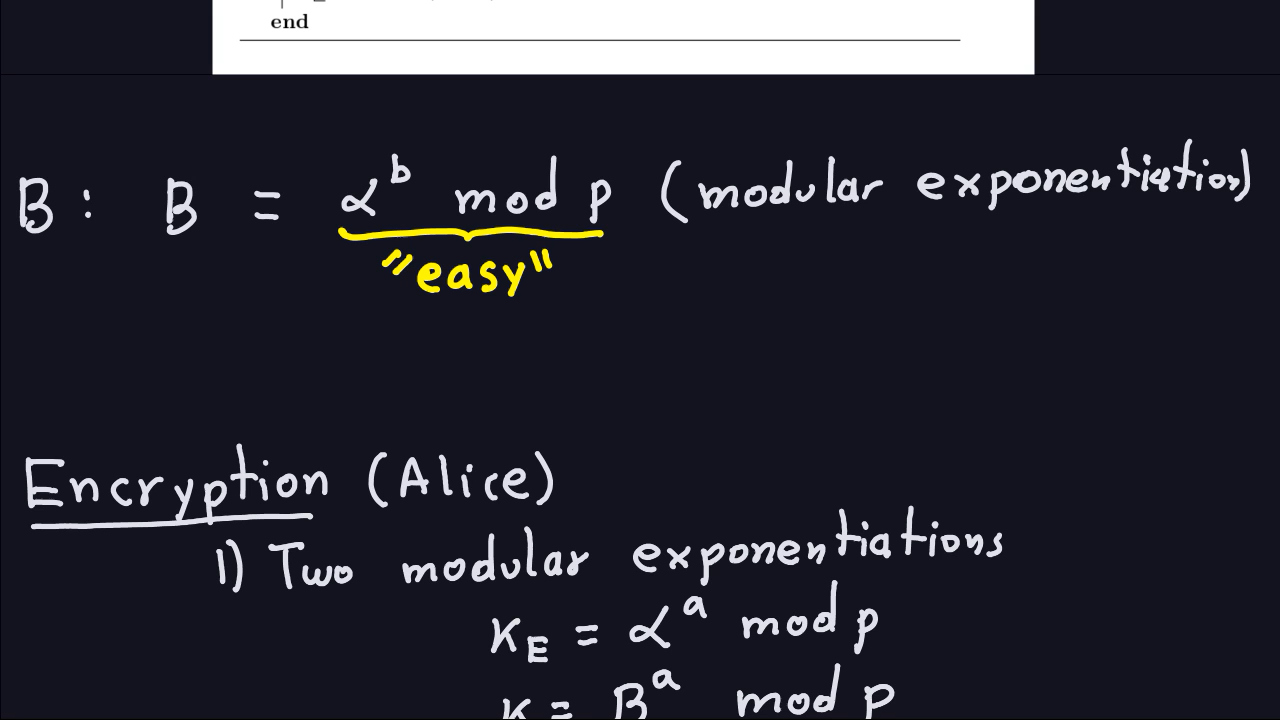 end
B: B = α^b mod p (modular exponentiation)
"easy"
Encryption (Alice)
1) Two modular exponentiations
K_E = α^a mod p
K = B^a mod p